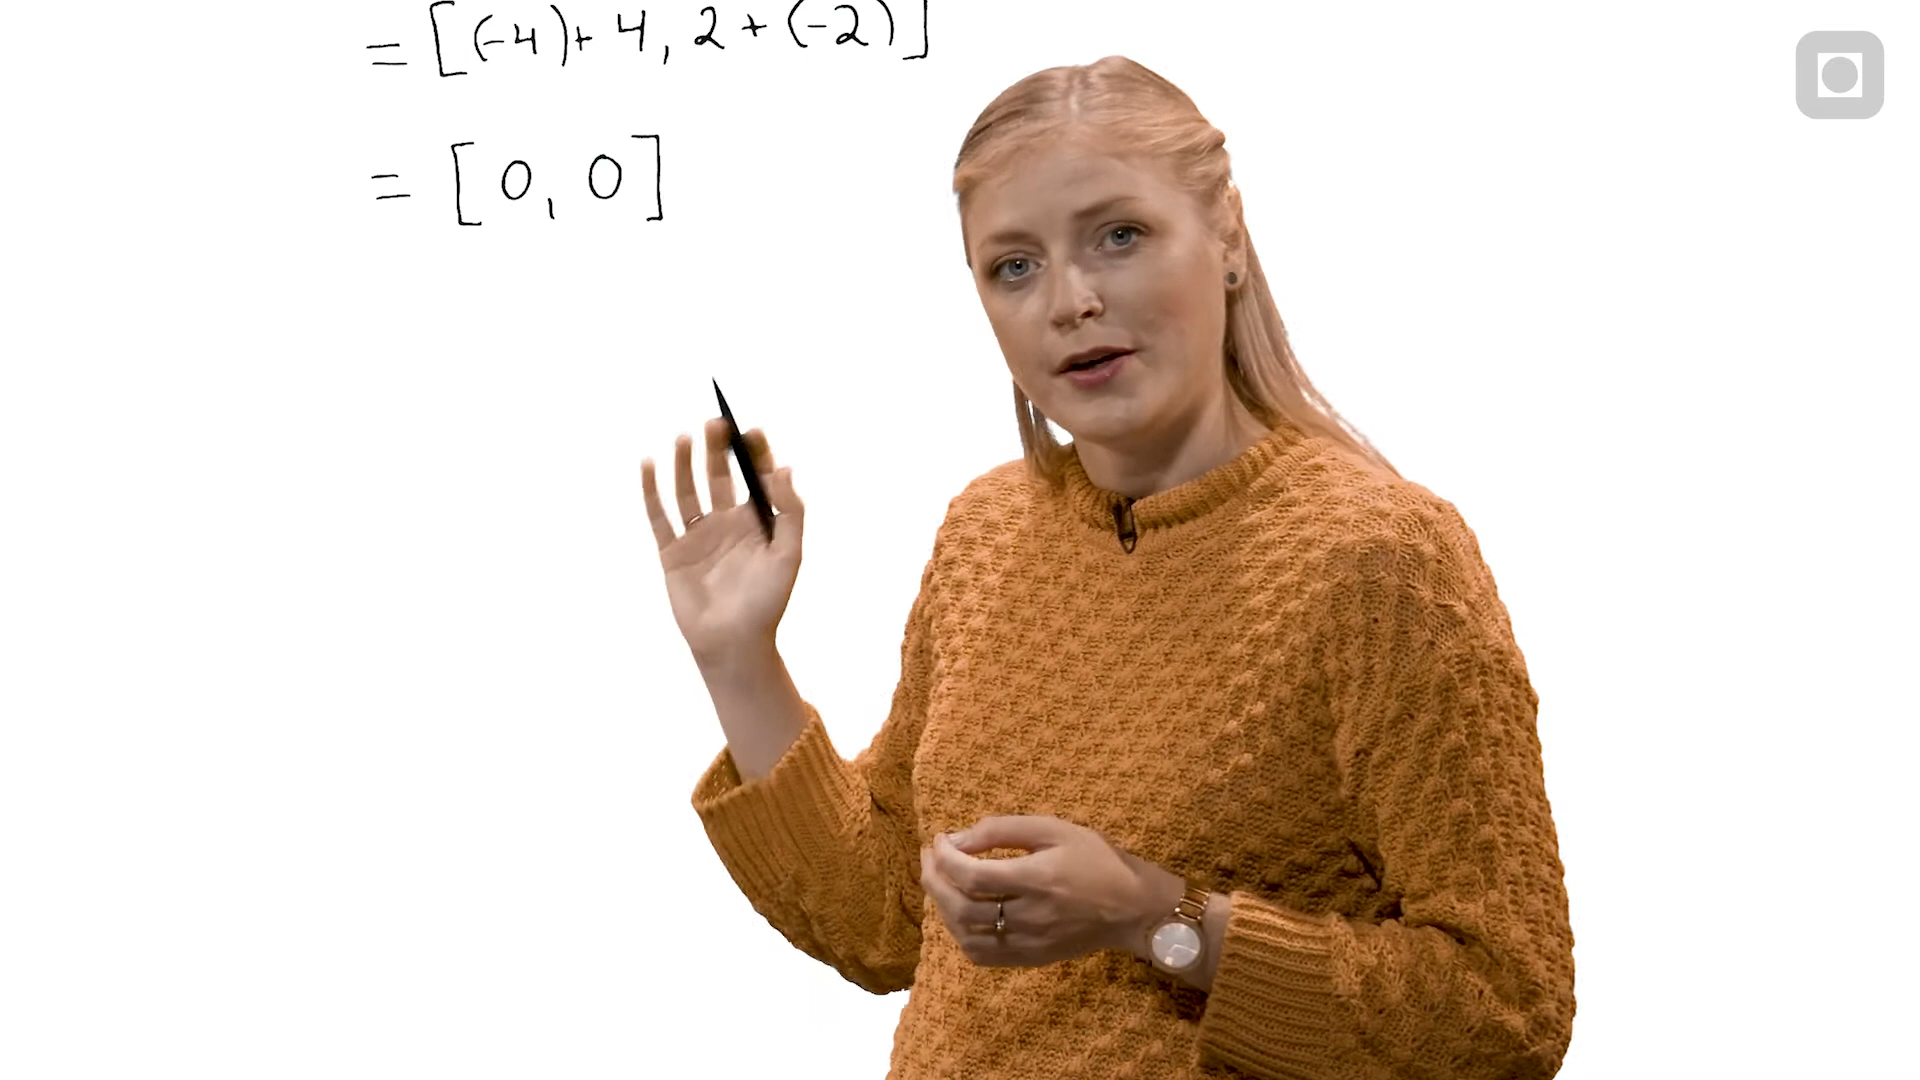 = [(-4)+ 4, 2 + (-2)]
= [0, 0]